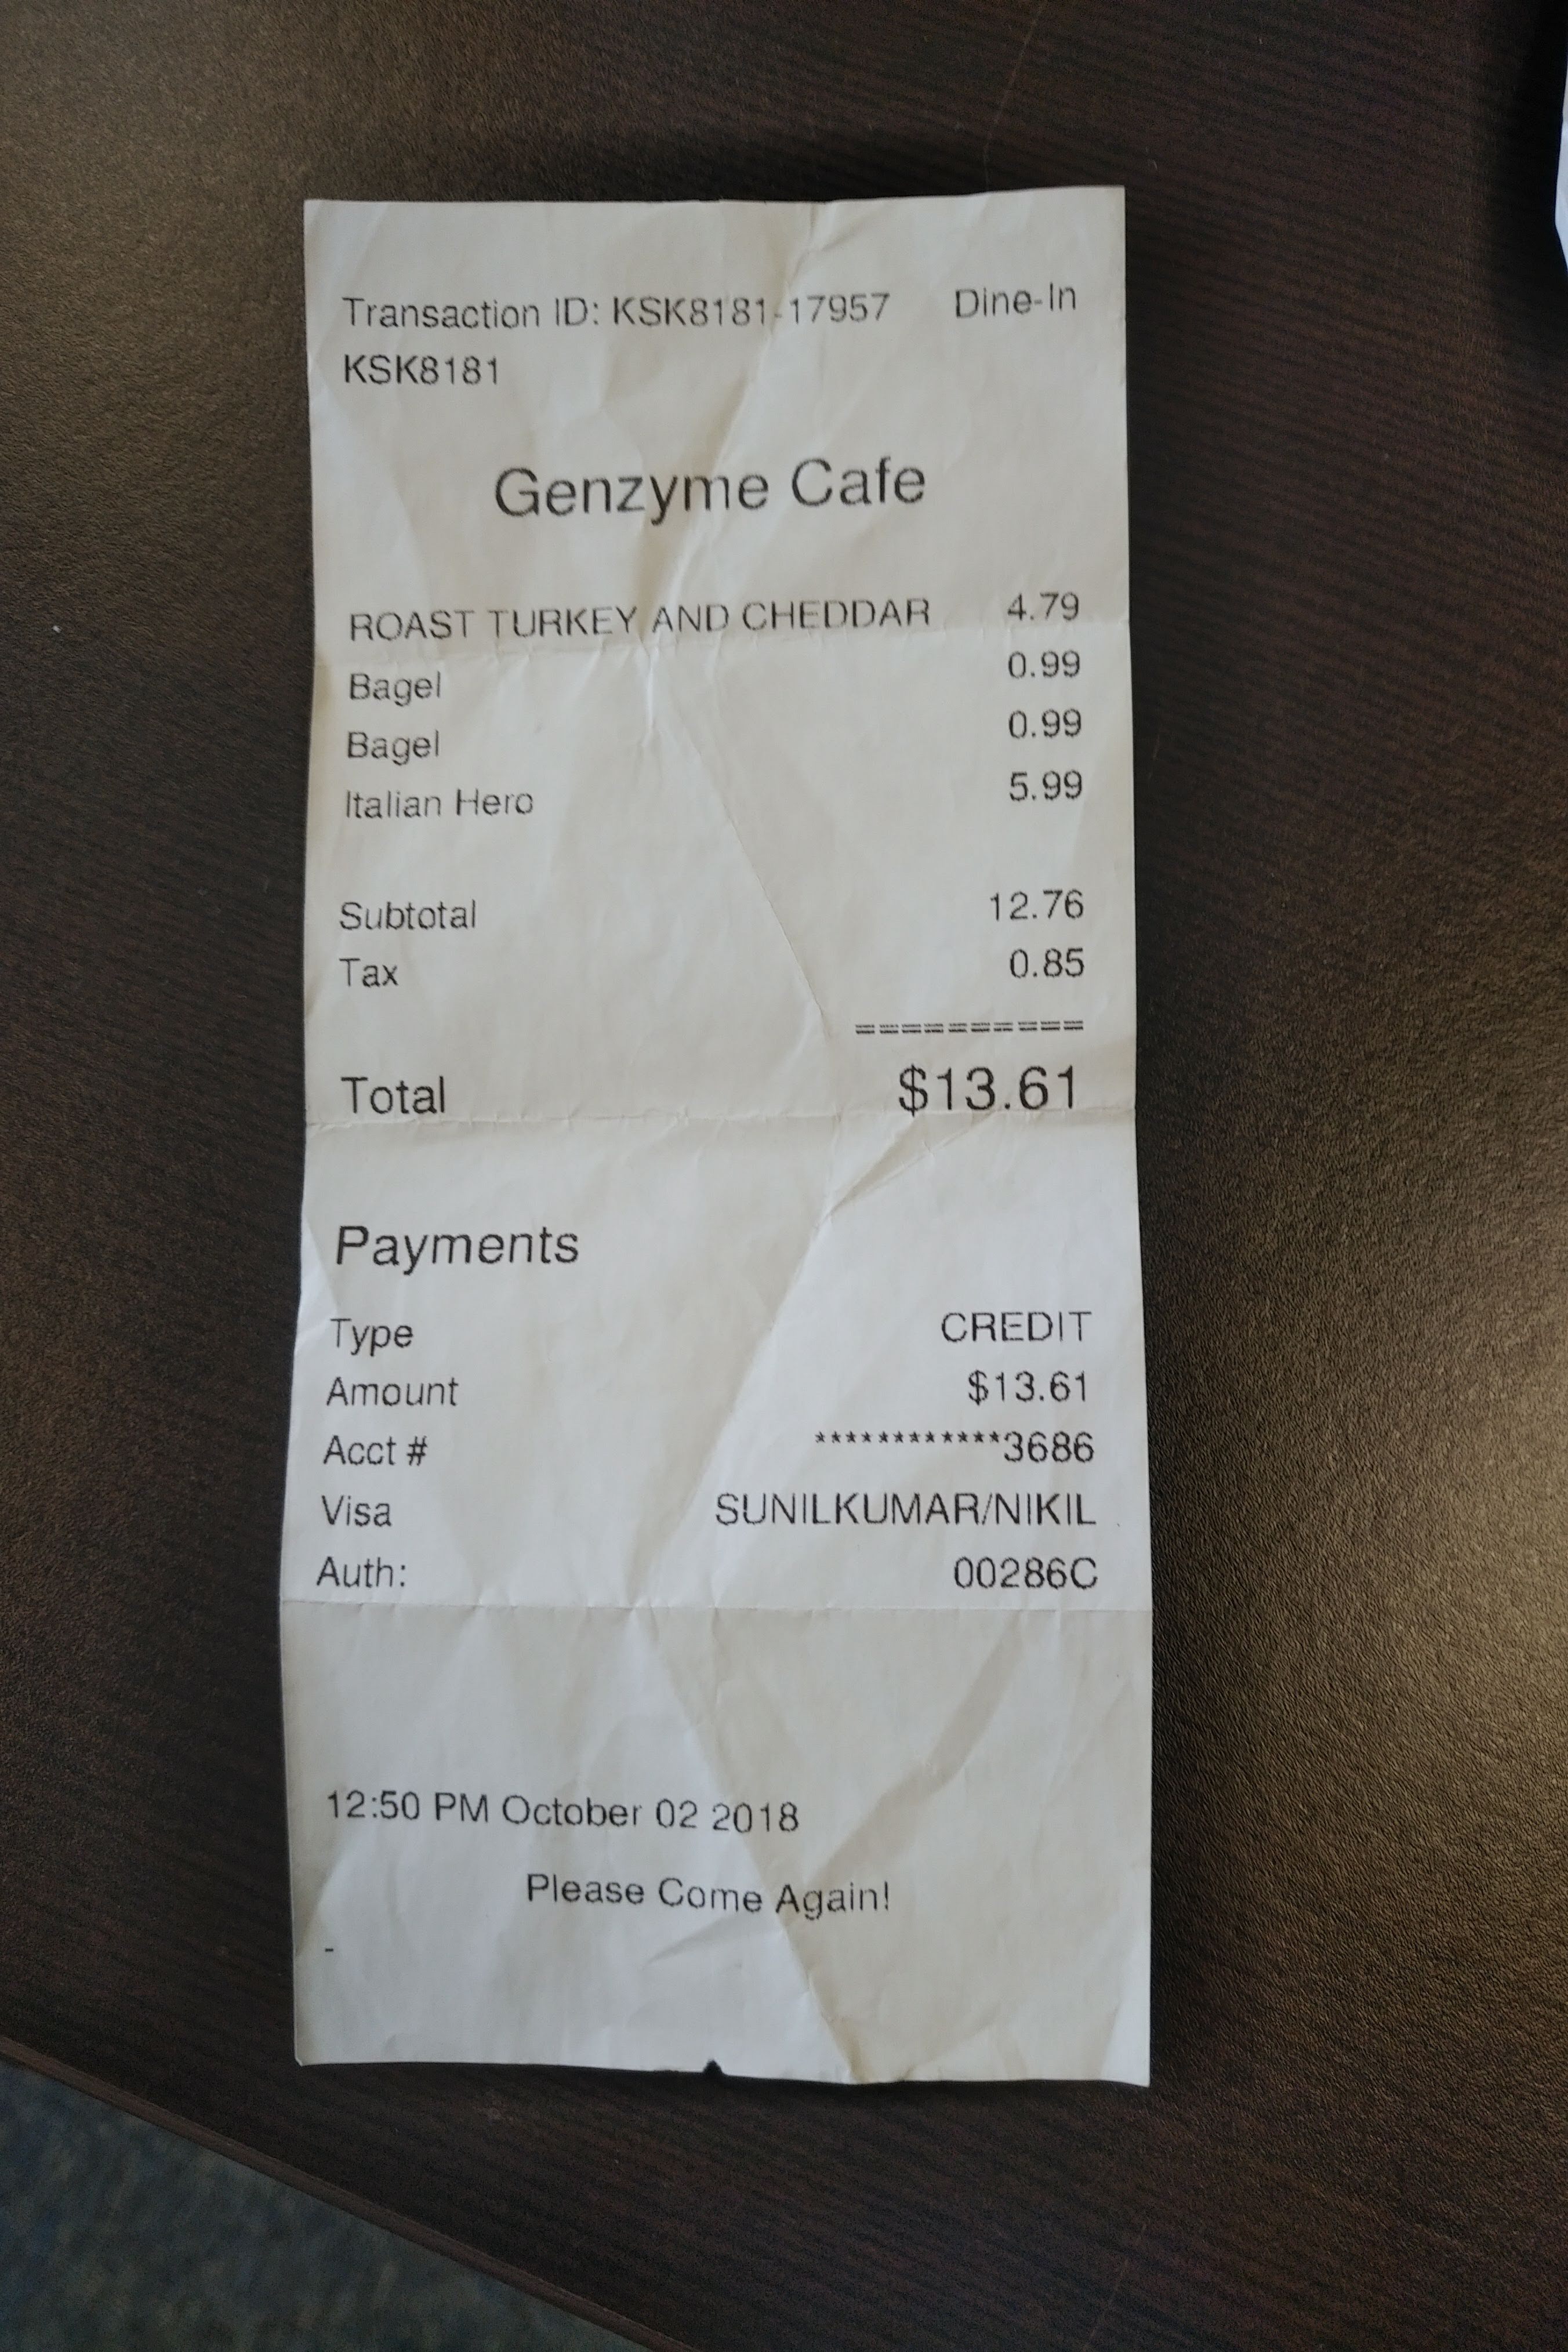 Transaction ID: KSK8181-17957 Dine-In
KSK8181
Genzyme Cafe
ROAST TURKEY AND CHEDDAR 4.79
Bagel 0.99
Bagel 0.99
Italian Hero 5.99
Subtotal 12.76
Tax 0.85
==========
Total $13.61
Payments
Type CREDIT
Amount $13.61
Acct # ************3686
Visa SUNILKUMAR/NIKIL
Auth: 00286C
12:50 PM October 02 2018
Please Come Again!
-